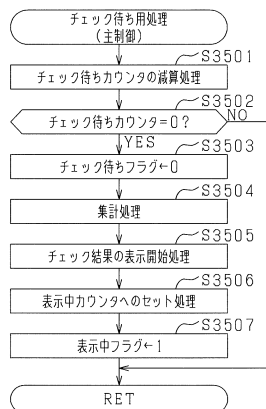 チェック待ち用処理
(主制御)
S3501
チェック待ちカウンタの減算処理
S3502
チェック待ちカウンタ=0?
NO
YES
S3503
チェック待ちフラグ←0
S3504
集計処理
S3505
チェック結果の表示開始処理
S3506
表示中カウンタへのセット処理
S3507
表示中フラグ←1
RET